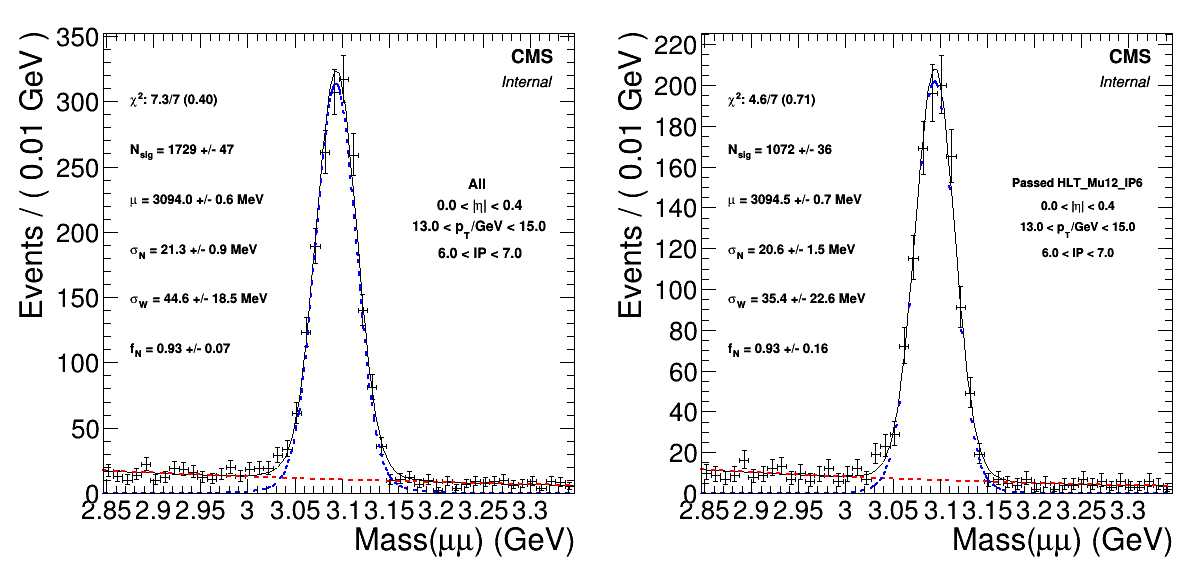 Events / ( 0.01 GeV )
350
300
250
200
150
100
50
0
CMS
Internal
χ²: 7.3/7 (0.40)
N_sig = 1729 +/- 47
μ = 3094.0 +/- 0.6 MeV
σ_N = 21.3 +/- 0.9 MeV
σ_W = 44.6 +/- 18.5 MeV
f_N = 0.93 +/- 0.07
All
0.0 < |η| < 0.4
13.0 < p_T/GeV < 15.0
6.0 < IP < 7.0
2.85 2.9 2.95 3 3.05 3.1 3.15 3.2 3.25 3.3
Mass(μμ) (GeV)
Events / ( 0.01 GeV )
220
200
180
160
140
120
100
80
60
40
20
0
CMS
Internal
χ²: 4.6/7 (0.71)
N_sig = 1072 +/- 36
μ = 3094.5 +/- 0.7 MeV
σ_N = 20.6 +/- 1.5 MeV
σ_W = 35.4 +/- 22.6 MeV
f_N = 0.93 +/- 0.16
Passed HLT_Mu12_IP6
0.0 < |η| < 0.4
13.0 < p_T/GeV < 15.0
6.0 < IP < 7.0
2.85 2.9 2.95 3 3.05 3.1 3.15 3.2 3.25 3.3
Mass(μμ) (GeV)